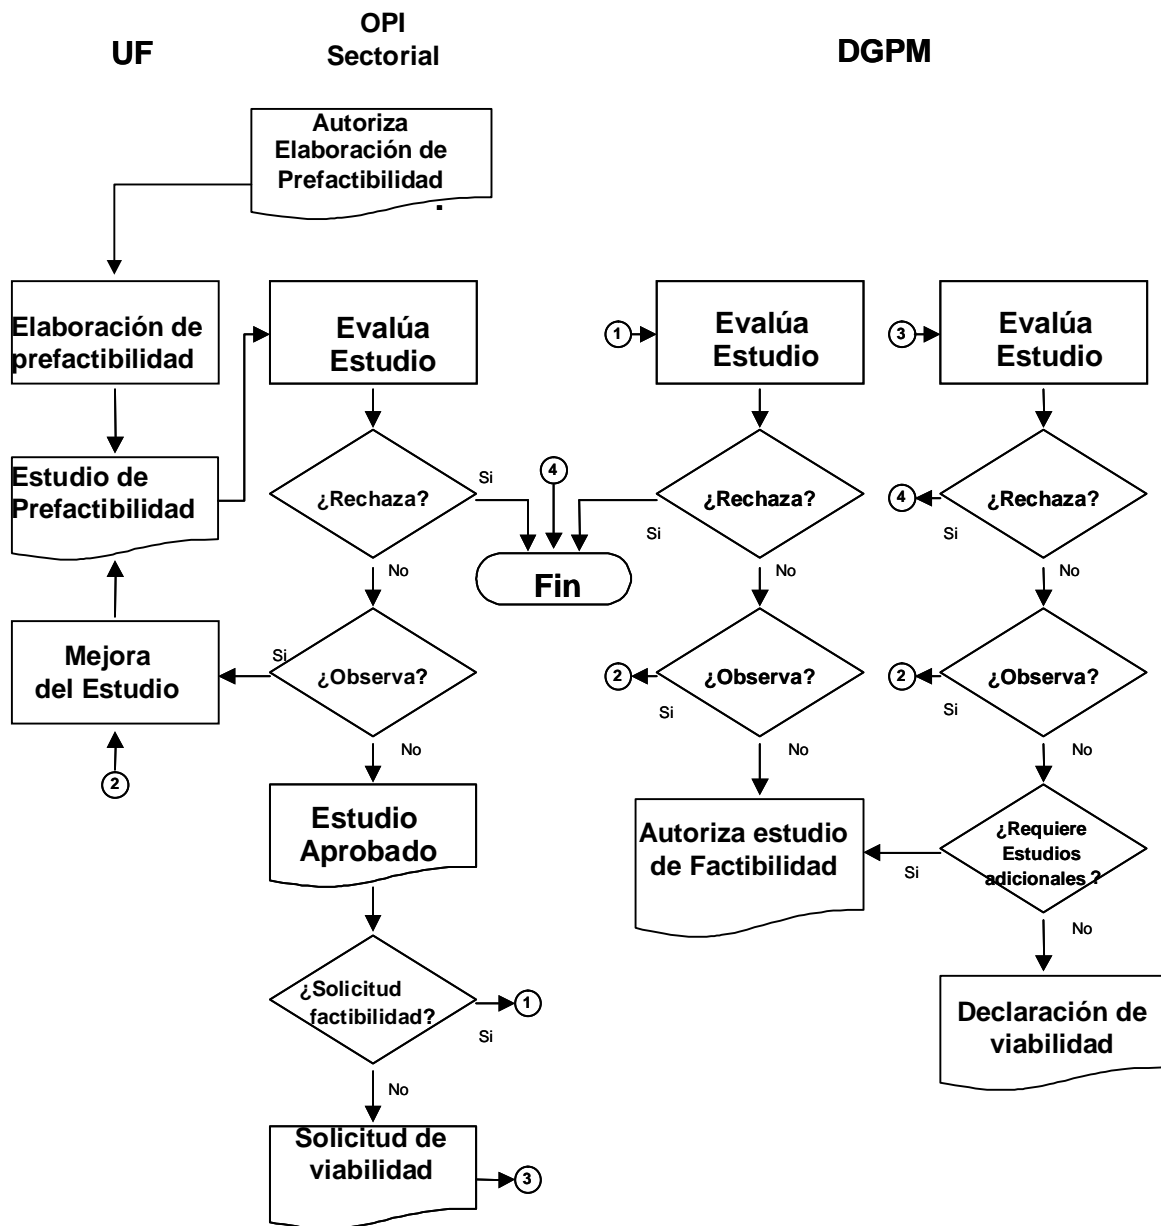 UF
OPI
Sectorial
DGPM
Autoriza
Elaboración de
Prefactibilidad
.
Elaboración de
prefactibilidad
Evalúa
Estudio
1
Evalúa
Estudio
3
Evalúa
Estudio
Estudio de
Prefactibilidad
¿Rechaza?
Si
4
¿Rechaza?
Si
4
¿Rechaza?
Si
No
Fin
No
No
Mejora
del Estudio
Si
¿Observa?
2
¿Observa?
Si
2
¿Observa?
Si
2
No
No
No
Estudio
Aprobado
Autoriza estudio
de Factibilidad
Si
¿Requiere
Estudios
adicionales ?
No
¿Solicitud
factibilidad?
1
Si
No
Declaración de
viabilidad
Solicitud de
viabilidad
3